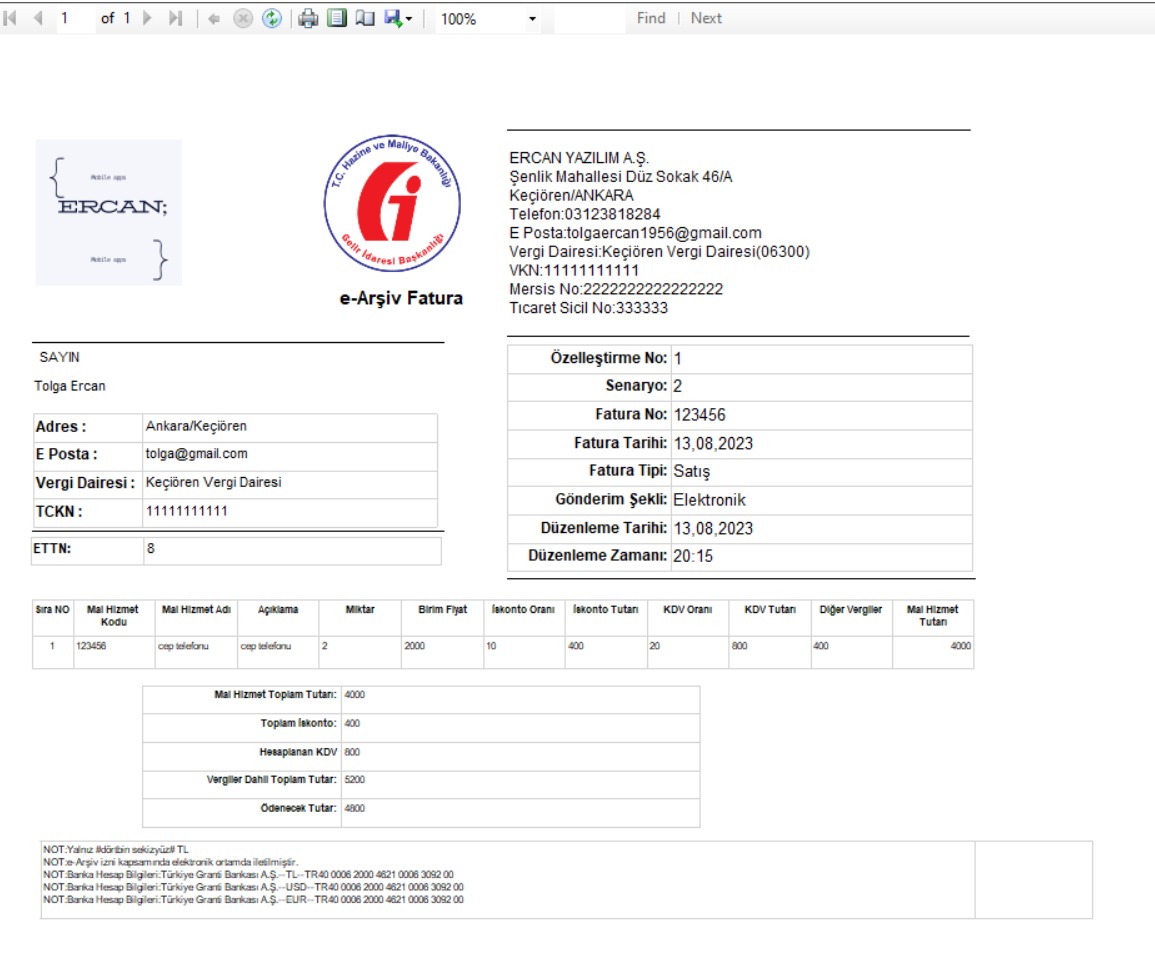 1 of 1 100% Find | Next
{ Mobile apps
ERCAN;
Mobile apps }
T.C. Hazine ve Maliye Bakanlığı
Gelir İdaresi Başkanlığı
e-Arşiv Fatura
ERCAN YAZILIM A.Ş.
Şenlik Mahallesi Düz Sokak 46/A
Keçiören/ANKARA
Telefon:03123818284
E Posta:tolgaercan1956@gmail.com
Vergi Dairesi:Keçiören Vergi Dairesi(06300)
VKN:11111111111
Mersis No:2222222222222222
Tıcaret Sicil No:333333
SAYIN
Tolga Ercan
Adres : Ankara/Keçiören
E Posta : tolga@gmail.com
Vergi Dairesi : Keçiören Vergi Dairesi
TCKN : 11111111111
ETTN: 8
Özelleştirme No: 1
Senaryo: 2
Fatura No: 123456
Fatura Tarihi: 13,08,2023
Fatura Tipi: Satış
Gönderim Şekli: Elektronik
Düzenleme Tarihi: 13,08,2023
Düzenleme Zamanı: 20:15
Sıra NO Mal Hizmet Kodu Mal Hizmet Adı Açıklama Miktar Birim Fiyat İskonto Oranı İskonto Tutarı KDV Oranı KDV Tutarı Diğer Vergiler Mal Hizmet Tutarı
1 123456 cep telefonu cep telefonu 2 2000 10 400 20 800 400 4000
Mal Hizmet Toplam Tutarı: 4000
Toplam İskonto: 400
Hesaplanan KDV 800
Vergiler Dahil Toplam Tutar: 5200
Ödenecek Tutar: 4800
NOT:Yalnız #dörtbin sekizyüz# TL
NOT:e-Arşiv izni kapsamında elektronik ortamda iletilmiştir.
NOT:Banka Hesap Bilgileri:Türkiye Granti Bankası A.Ş.--TL--TR40 0006 2000 4621 0006 3092 00
NOT:Banka Hesap Bilgileri:Türkiye Granti Bankası A.Ş.--USD--TR40 0006 2000 4621 0006 3092 00
NOT:Banka Hesap Bilgileri:Türkiye Granti Bankası A.Ş.--EUR--TR40 0006 2000 4621 0006 3092 00